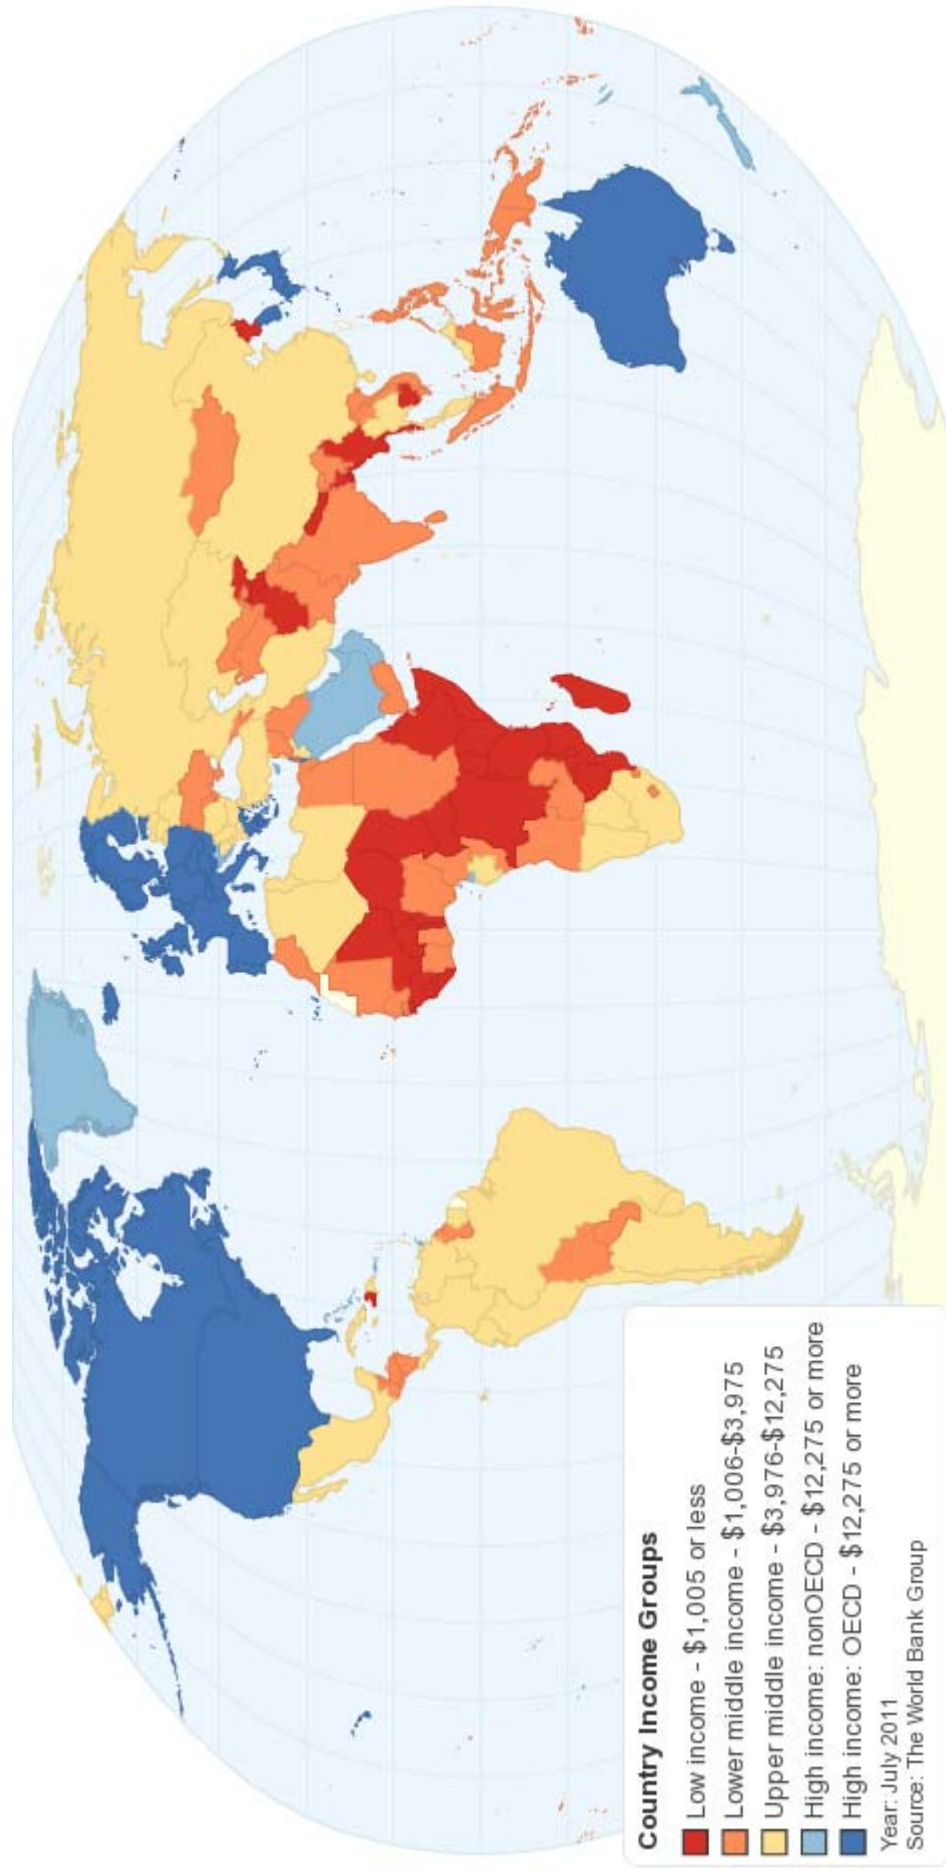 Country Income Groups
Low income - $1,005 or less
Lower middle income - $1,006-$3,975
Upper middle income - $3,976-$12,275
High income: nonOECD - $12,275 or more
High income: OECD - $12,275 or more
Year: July 2011
Source: The World Bank Group